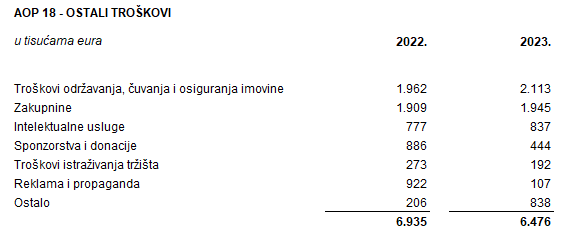 AOP 18 - OSTALI TROŠKOVI
u tisućama eura 2022. 2023.
Troškovi održavanja, čuvanja i osiguranja imovine 1.962 2.113
Zakupnine 1.909 1.945
Intelektualne usluge 777 837
Sponzorstva i donacije 886 444
Troškovi istraživanja tržišta 273 192
Reklama i propaganda 922 107
Ostalo 206 838
6.935 6.476